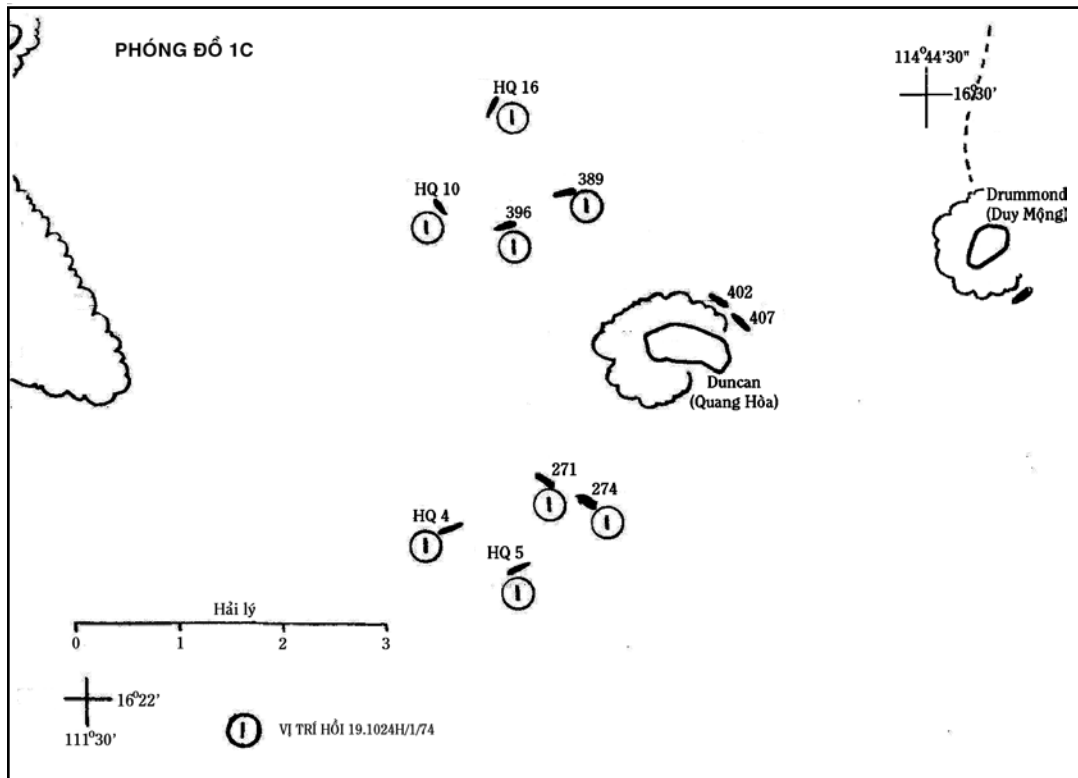 PHÓNG ĐỒ 1C
114°44'30"
16°30'
HQ 16
I
389
I
HQ 10
I
396
I
Drummond
(Duy Mộng)
402
407
Duncan
(Quang Hòa)
271
I
274
I
HQ 4
I
HQ 5
I
Hải lý
0 1 2 3
16°22'
111°30'
I VỊ TRÍ HỒI 19.1024H/1/74